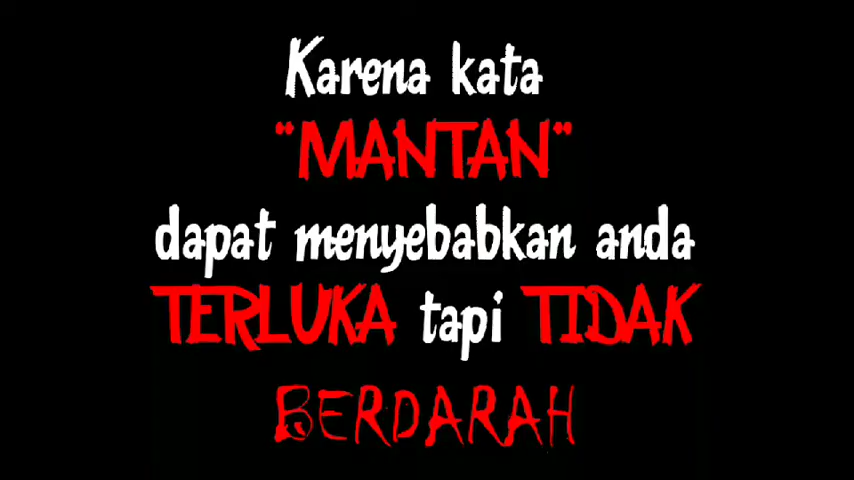 Karena kata
"MANTAN"
dapat menyebabkan anda
TERLUKA tapi TIDAK
BERDARAH